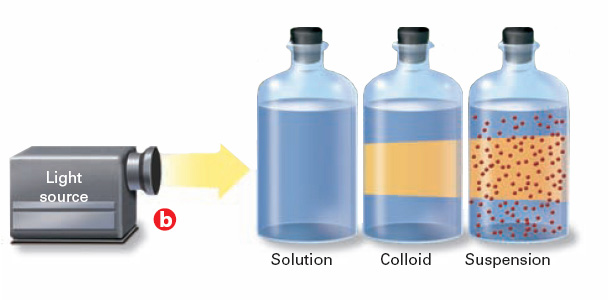 Light
source
b
Solution
Colloid
Suspension